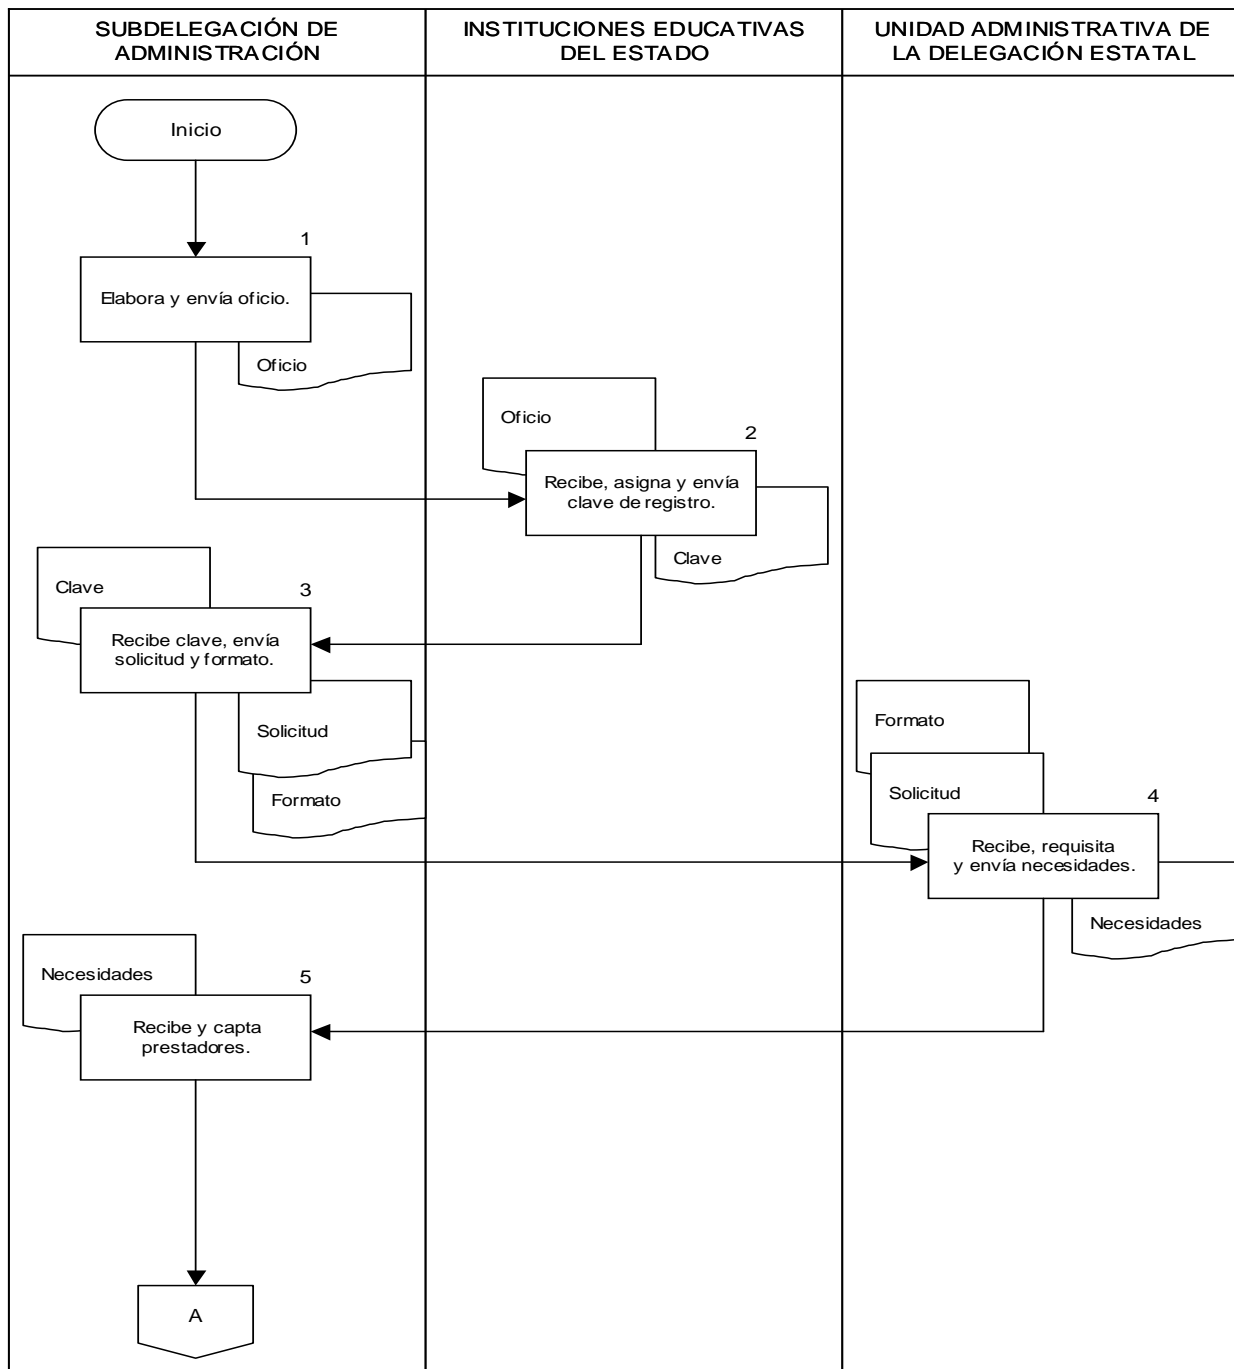 SUBDELEGACIÓN DE
ADMINISTRACIÓN
INSTITUCIONES EDUCATIVAS
DEL ESTADO
UNIDAD ADMINISTRATIVA DE
LA DELEGACIÓN ESTATAL
Inicio
1
Elabora y envía oficio.
Oficio
Oficio
2
Recibe, asigna y envía
clave de registro.
Clave
Clave
3
Recibe clave, envía
solicitud y formato.
Solicitud
Formato
Formato
Solicitud
4
Recibe, requisita
y envía necesidades.
Necesidades
Necesidades
5
Recibe y capta
prestadores.
A